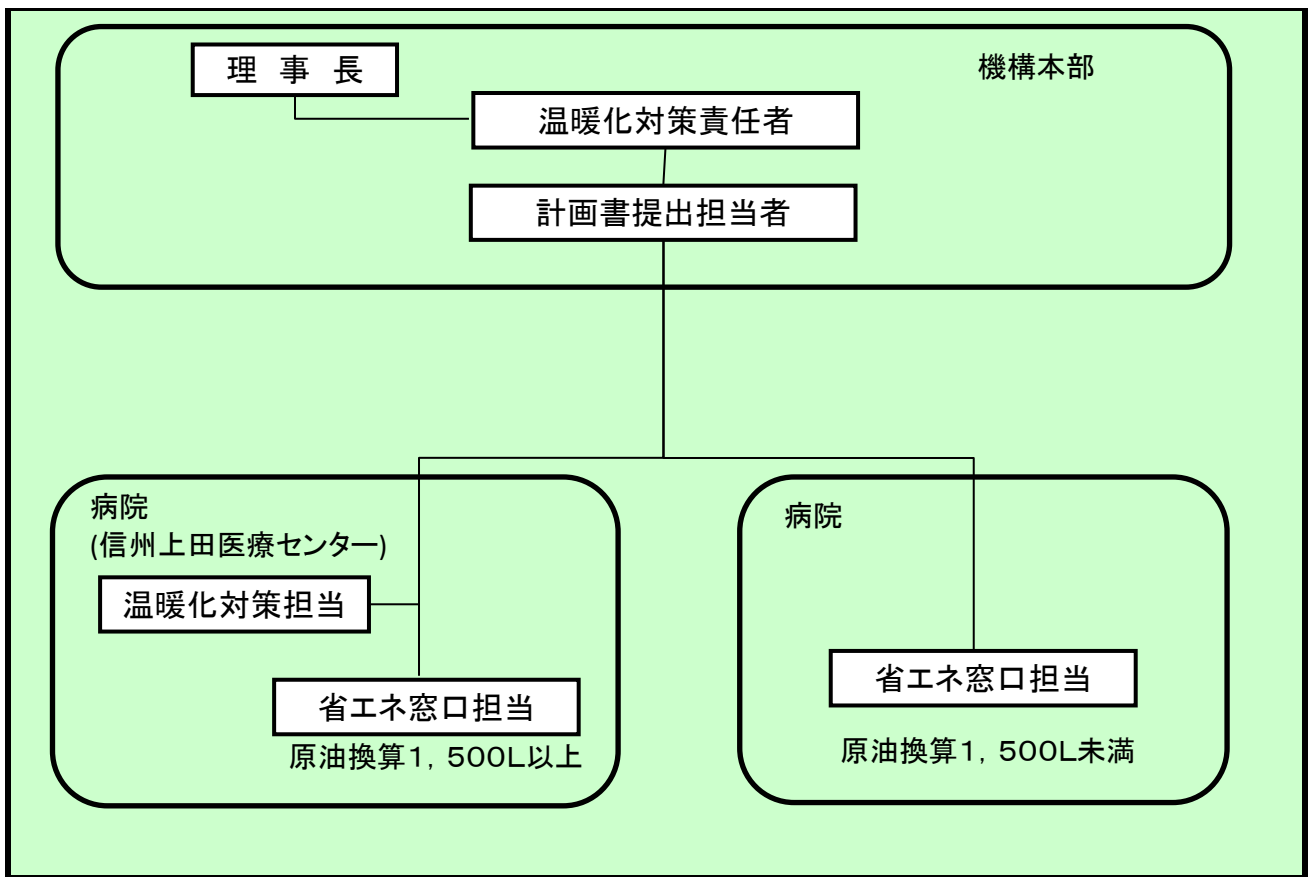 理 事 長
機構本部
温暖化対策責任者
計画書提出担当者
病院
(信州上田医療センター)
温暖化対策担当
省エネ窓口担当
原油換算1，500L以上
病院
省エネ窓口担当
原油換算1，500L未満